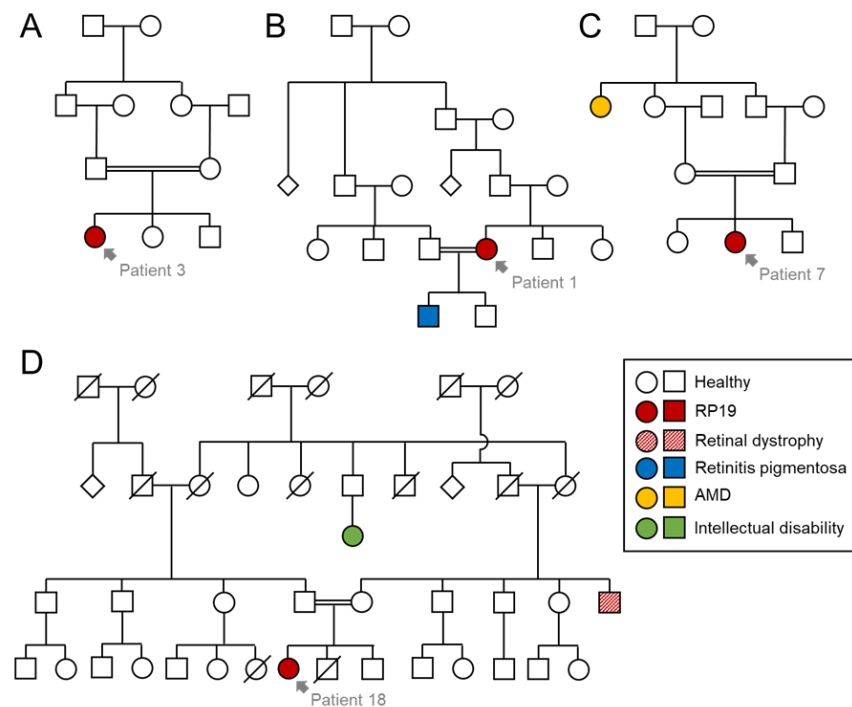 A
B
C
Patient 3
Patient 1
Patient 7
D
Healthy
RP19
Retinal dystrophy
Retinitis pigmentosa
AMD
Intellectual disability
Patient 18